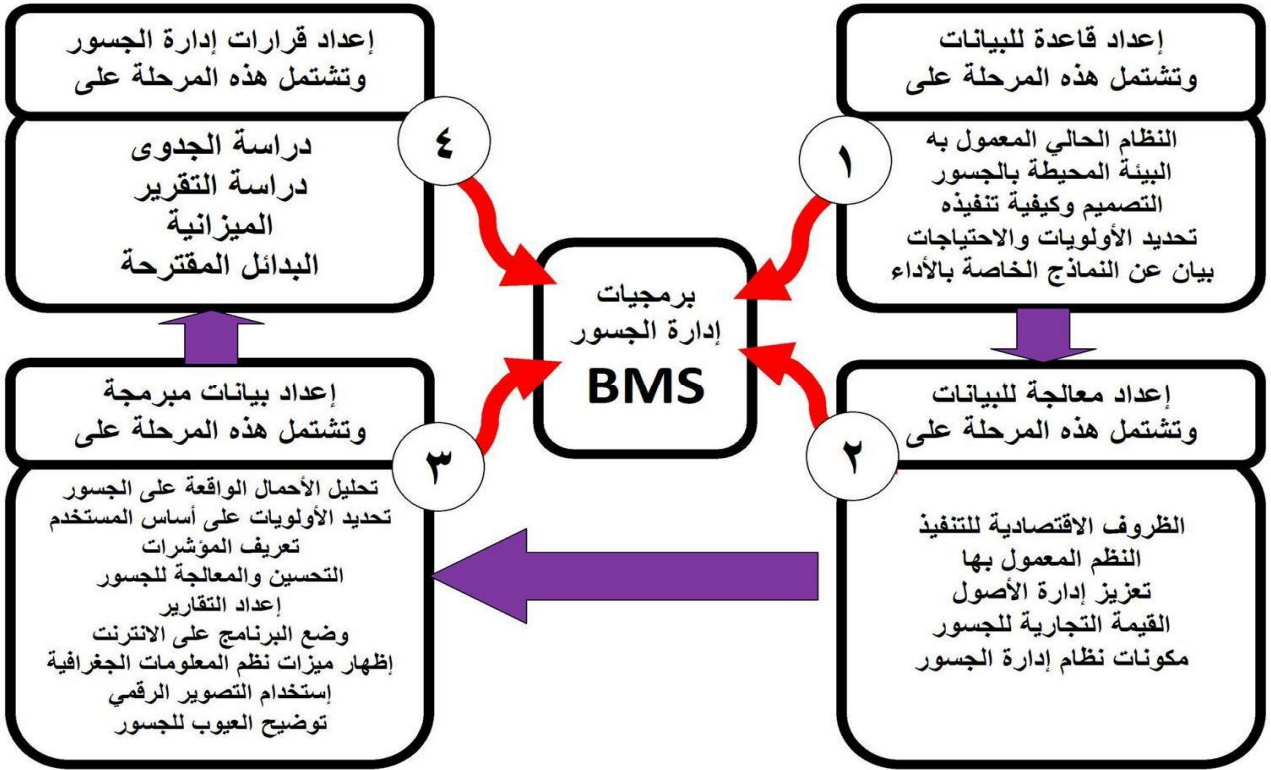 إعداد قاعدة للبيانات
وتشتمل هذه المرحلة على
١
النظام الحالي المعمول به
البيئة المحيطة بالجسور
التصميم وكيفية تنفيذه
تحديد الأولويات والاحتياجات
بيان عن النماذج الخاصة بالأداء
إعداد معالجة للبيانات
وتشتمل هذه المرحلة على
٢
الظروف الاقتصادية للتنفيذ
النظم المعمول بها
تعزيز إدارة الأصول
القيمة التجارية للجسور
مكونات نظام إدارة الجسور
إعداد بيانات مبرمجة
وتشتمل هذه المرحلة على
٣
تحليل الأحمال الواقعة على الجسور
تحديد الأولويات على أساس المستخدم
تعريف المؤشرات
التحسين والمعالجة للجسور
إعداد التقارير
وضع البرنامج على الانترنت
إظهار ميزات نظم المعلومات الجغرافية
إستخدام التصوير الرقمي
توضيح العيوب للجسور
إعداد قرارات إدارة الجسور
وتشتمل هذه المرحلة على
٤
دراسة الجدوى
دراسة التقرير
الميزانية
البدائل المقترحة
برمجيات
إدارة الجسور
BMS